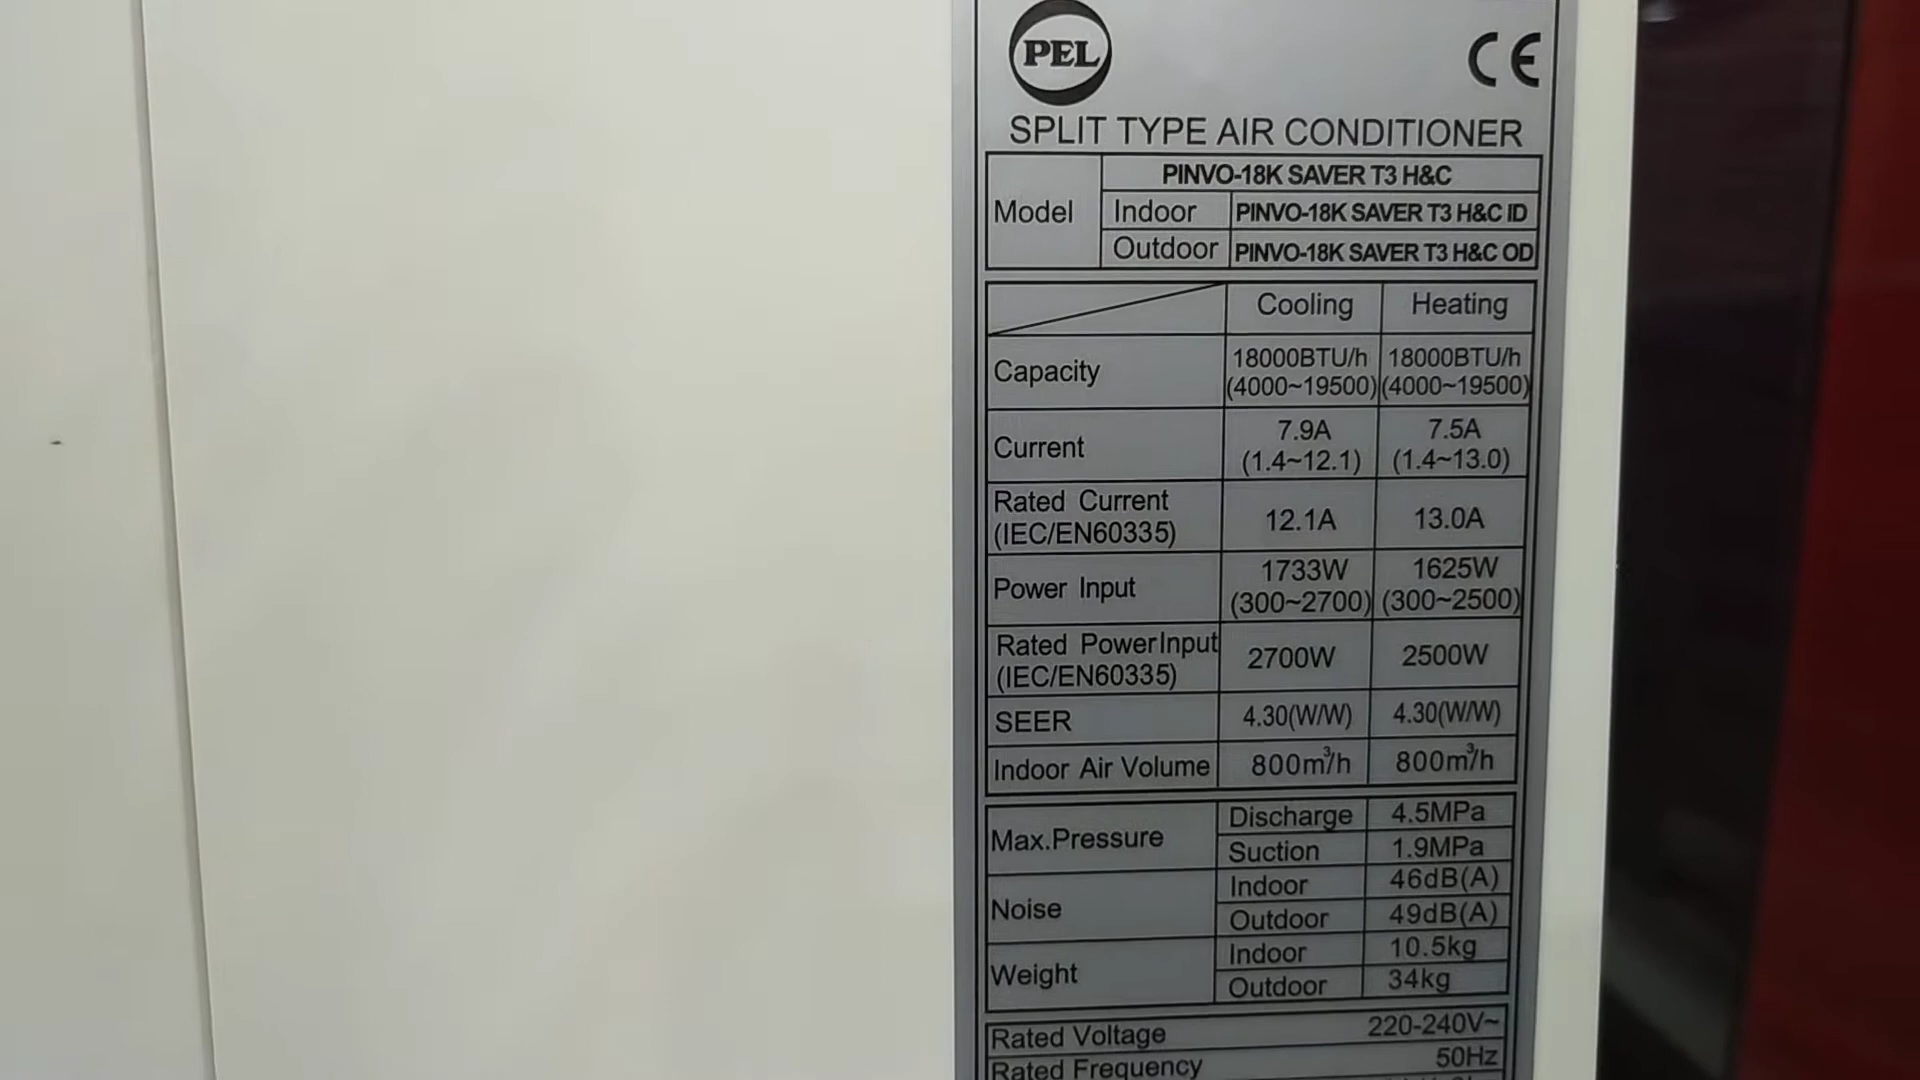 PEL
CE
SPLIT TYPE AIR CONDITIONER
Model
PINVO-18K SAVER T3 H&C
Indoor PINVO-18K SAVER T3 H&C ID
Outdoor PINVO-18K SAVER T3 H&C OD
Cooling Heating
Capacity 18000BTU/h (4000~19500) 18000BTU/h (4000~19500)
Current 7.9A (1.4~12.1) 7.5A (1.4~13.0)
Rated Current (IEC/EN60335) 12.1A 13.0A
Power Input 1733W (300~2700) 1625W (300~2500)
Rated PowerInput (IEC/EN60335) 2700W 2500W
SEER 4.30(W/W) 4.30(W/W)
Indoor Air Volume 800m³/h 800m³/h
Max.Pressure Discharge 4.5MPa
Suction 1.9MPa
Noise Indoor 46dB(A)
Outdoor 49dB(A)
Weight Indoor 10.5kg
Outdoor 34kg
Rated Voltage 220-240V~
Rated Frequency 50Hz